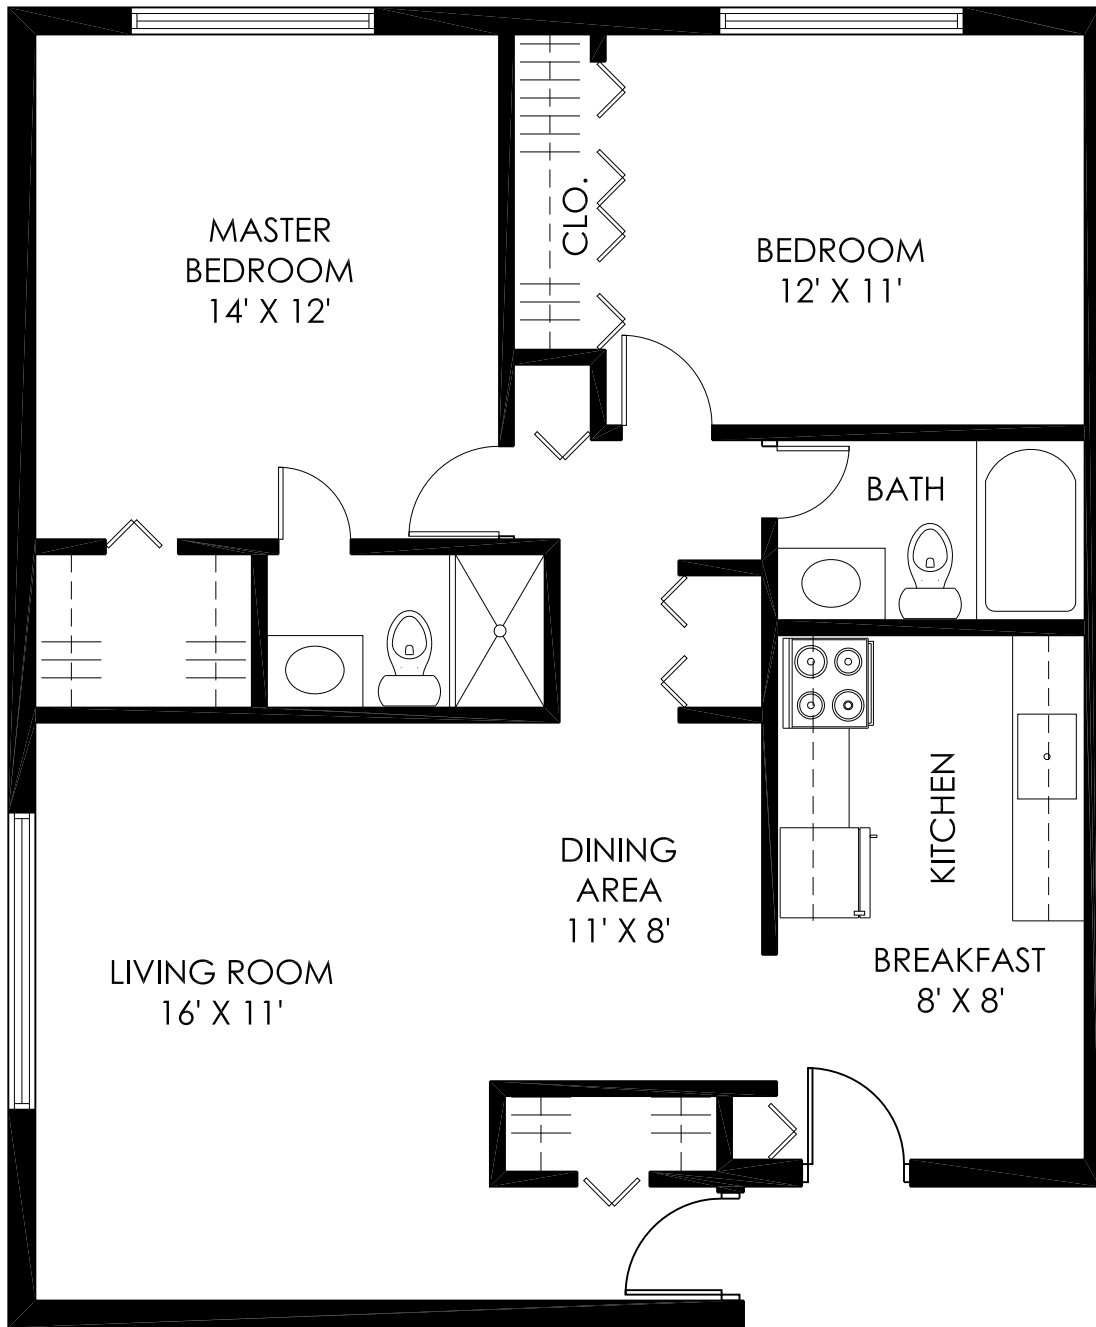 MASTER
BEDROOM
14' X 12'
CLO.
BEDROOM
12' X 11'
BATH
KITCHEN
DINING
AREA
11' X 8'
BREAKFAST
8' X 8'
LIVING ROOM
16' X 11'